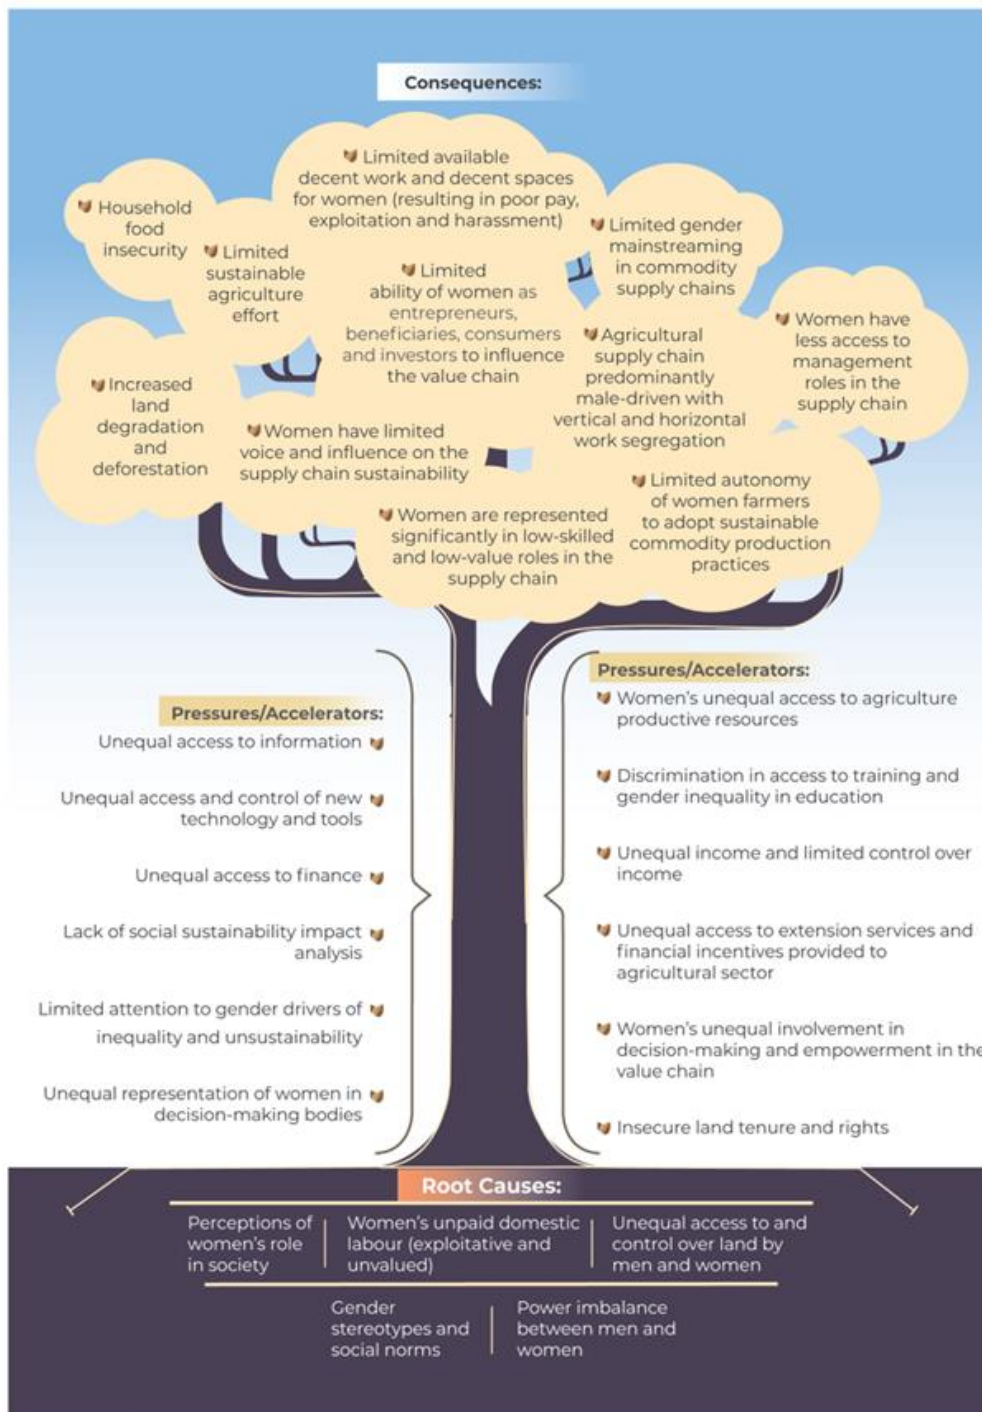 Consequences:
Limited available
decent work and decent spaces
for women (resulting in poor pay,
exploitation and harassment)
Household
food
insecurity
Limited
sustainable
agriculture
effort
Limited
ability of women as
entrepreneurs,
beneficiaries, consumers
and investors to influence
the value chain
Limited gender
mainstreaming
in commodity
supply chains
Agricultural
supply chain
predominantly
male-driven with
vertical and horizontal
work segregation
Women have
less access to
management
roles in the
supply chain
Increased
land
degradation
and
deforestation
Women have limited
voice and influence on the
supply chain sustainability
Women are represented
significantly in low-skilled
and low-value roles in the
supply chain
Limited autonomy
of women farmers
to adopt sustainable
commodity production
practices
Pressures/Accelerators:
Unequal access to information
Unequal access and control of new
technology and tools
Unequal access to finance
Lack of social sustainability impact
analysis
Limited attention to gender drivers of
inequality and unsustainability
Unequal representation of women in
decision-making bodies
Pressures/Accelerators:
Women's unequal access to agriculture
productive resources
Discrimination in access to training and
gender inequality in education
Unequal income and limited control over
income
Unequal access to extension services and
financial incentives provided to
agricultural sector
Women's unequal involvement in
decision-making and empowerment in the
value chain
Insecure land tenure and rights
Root Causes:
Perceptions of
women's role
in society
Women's unpaid domestic
labour (exploitative and
unvalued)
Unequal access to and
control over land by
men and women
Gender
stereotypes and
social norms
Power imbalance
between men and
women